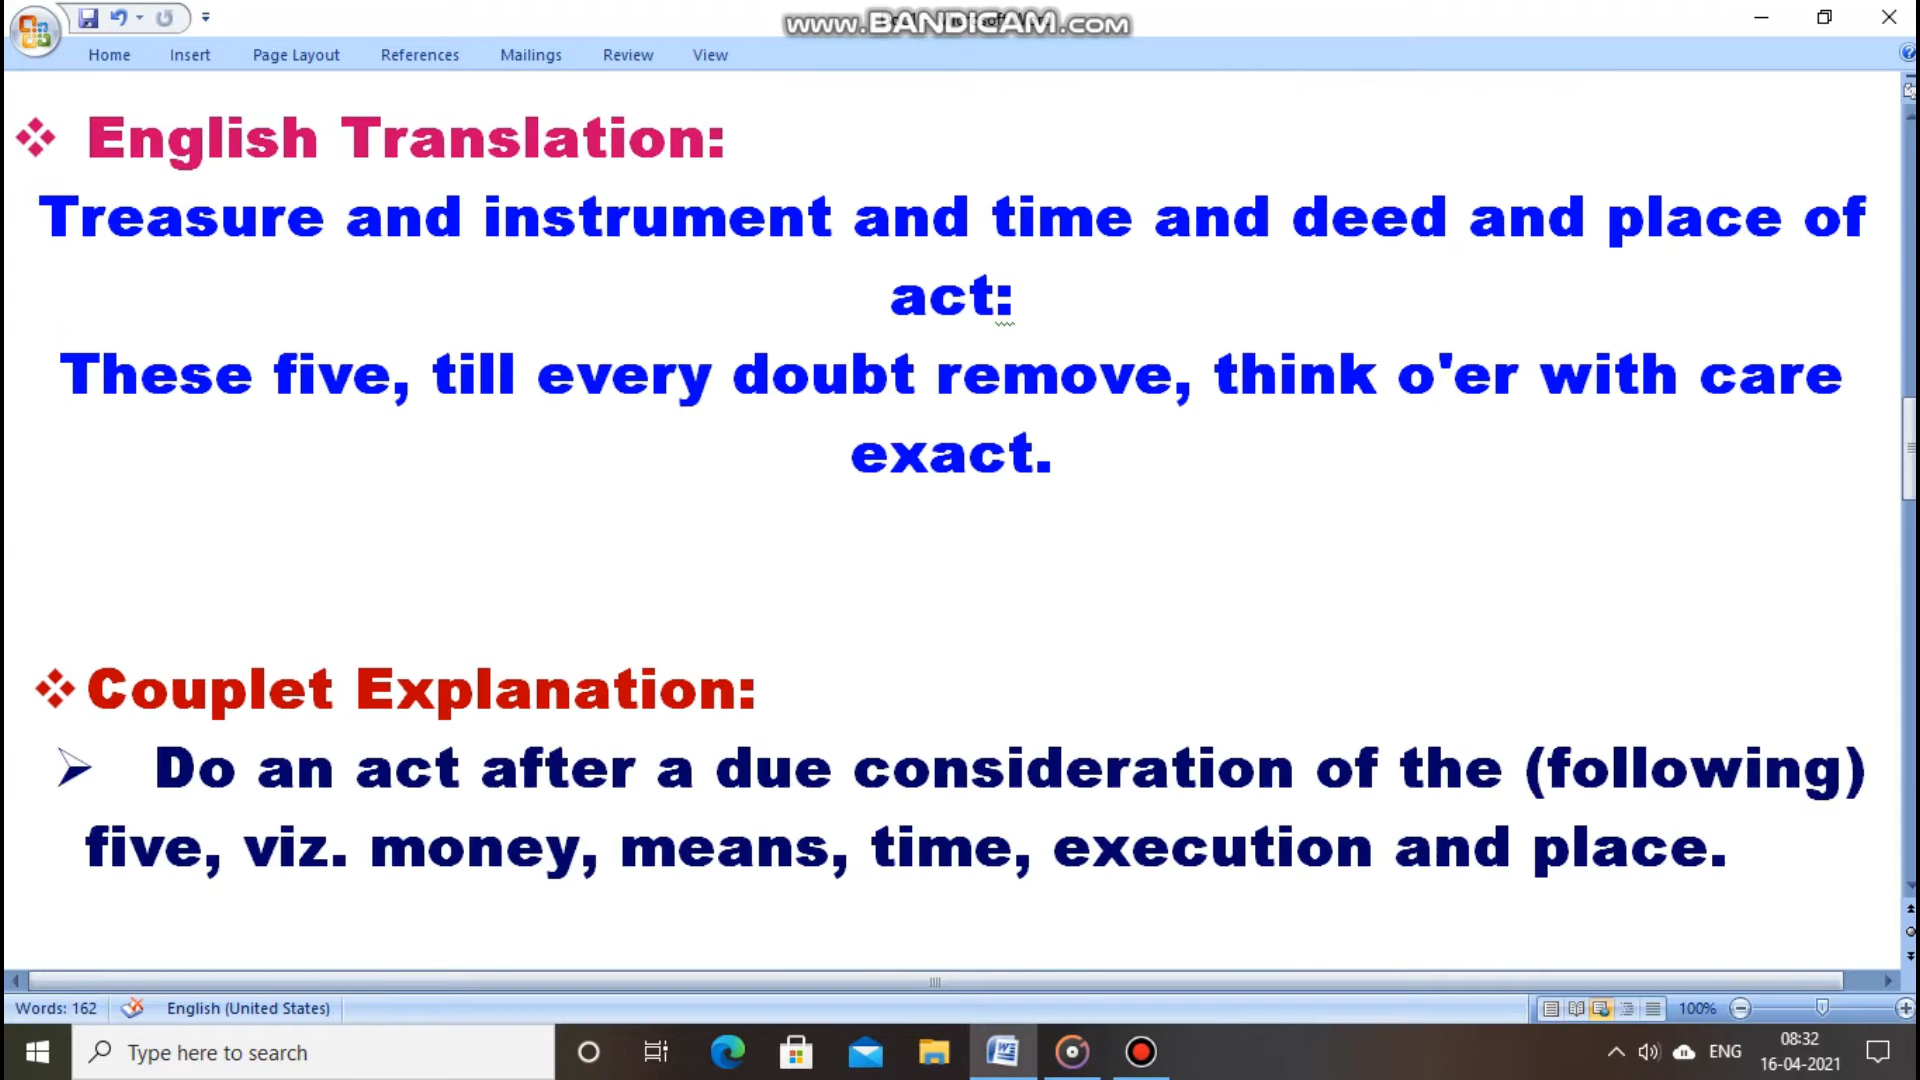 www.BANDICAM.com
Home Insert Page Layout References Mailings Review View
English Translation:
Treasure and instrument and time and deed and place of
act:
These five, till every doubt remove, think o'er with care
exact.
Couplet Explanation:
Do an act after a due consideration of the (following)
five, viz. money, means, time, execution and place.
Words: 162 English (United States) 100%
Type here to search ENG 08:32
16-04-2021